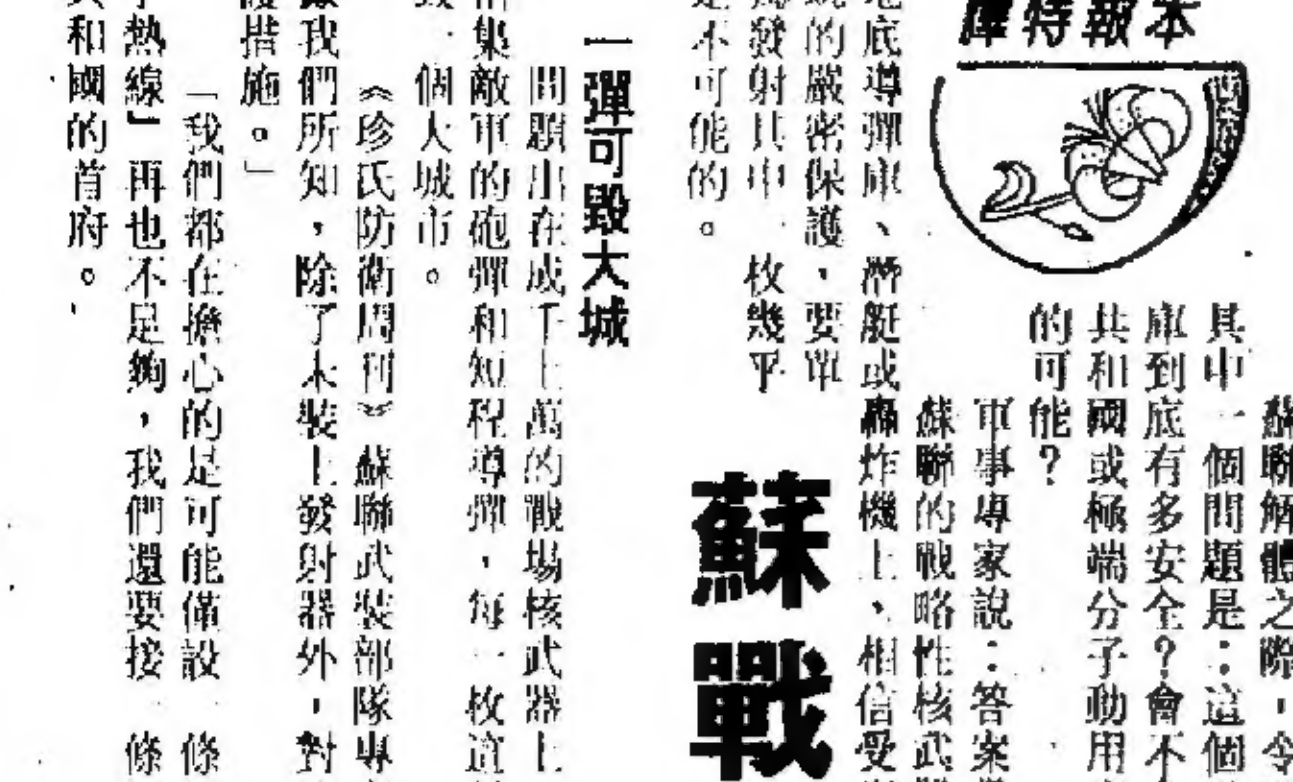 本報特
蘇聯解體之際，令
其中一個問題是：這個
庫到底有多安全？會不
共和國或極端分子動用
的可能？
軍事專家說：答案
蘇聯的戰略性核武
地底導彈庫、潛艇或轟炸機上、相信受
的嚴密保護，要單
發射其中一枚幾乎
不可能的。
蘇
戰
一彈可毀大城
問題出在成千上萬的戰場核武器上
集敵軍的砲彈和短程導彈，每一枚這
一個大城市。
《珍氏防衛周刊》蘇聯武裝部隊專
我們所知，除了未裝上發射器外，對
措施。」
「我們都在擔心的是可能僅設一條
熱線』再也不足夠，我們還要接一條
和國的首府。